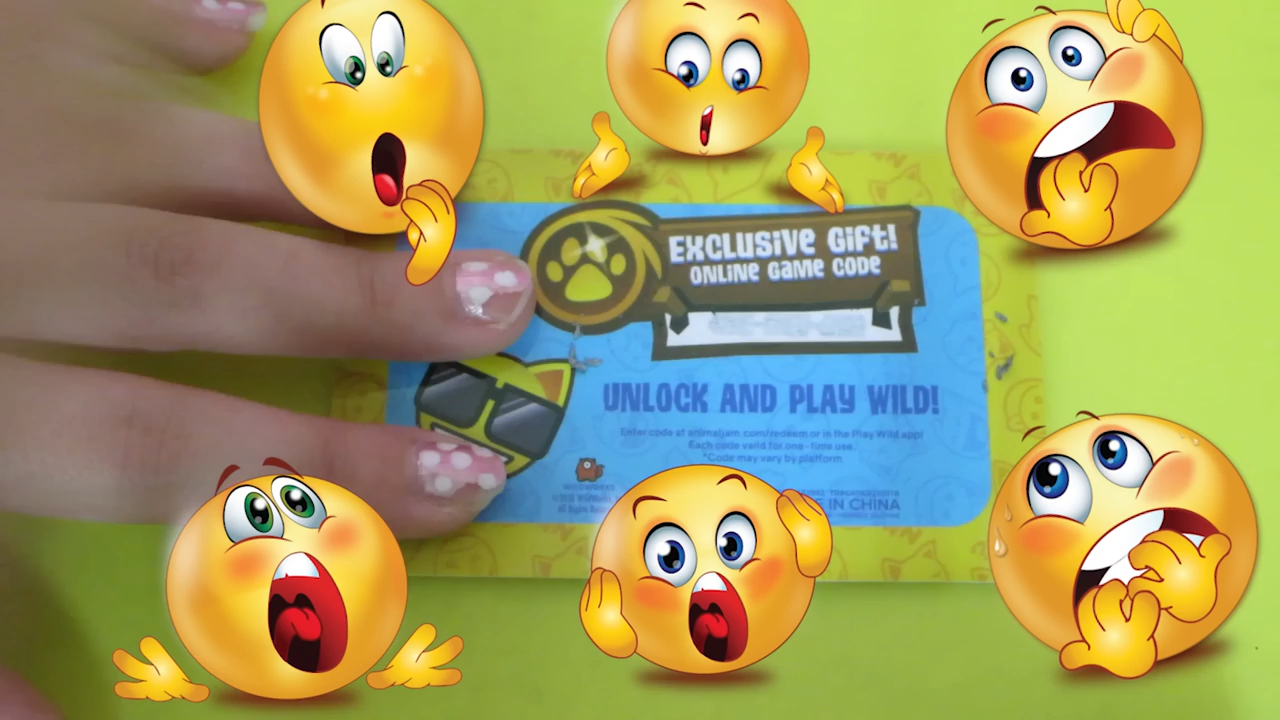 EXCLUSIVE GIFT!
ONLINE GAME CODE
UNLOCK AND PLAY WILD!
Enter code at animaljam.com/redeem or in the Play Wild app!
Each code valid for one-time use.
*Code may vary by platform
IN CHINA